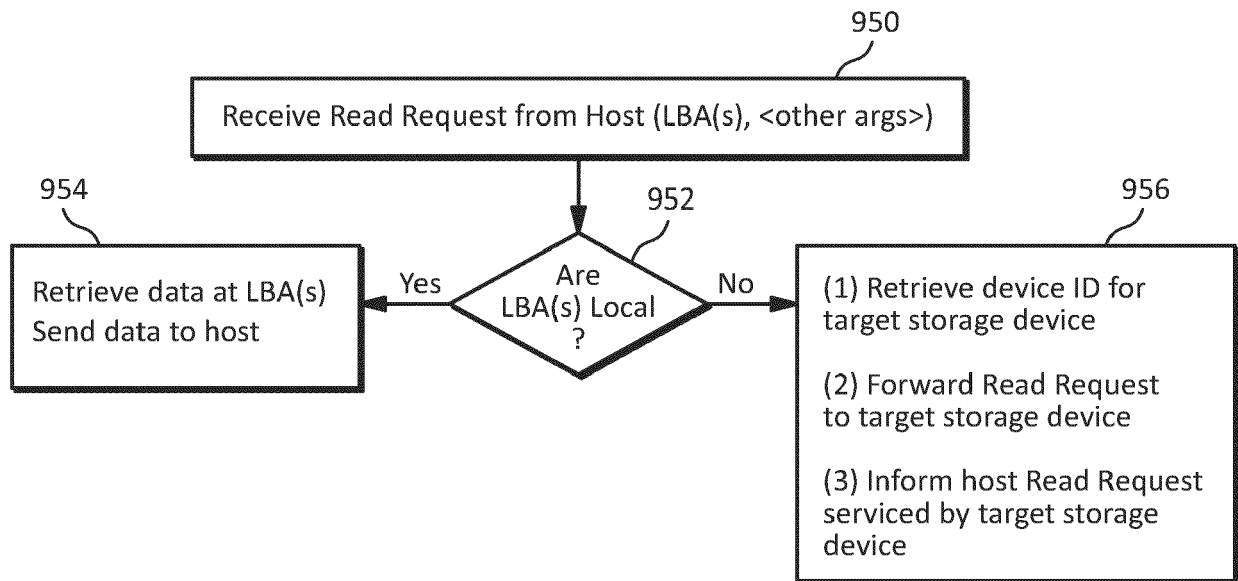 950
Receive Read Request from Host (LBA(s), <other args>)
954
952
956
Retrieve data at LBA(s)
Send data to host
Yes
Are
LBA(s) Local
?
No
(1) Retrieve device ID for
target storage device
(2) Forward Read Request
to target storage device
(3) Inform host Read Request
serviced by target storage
device